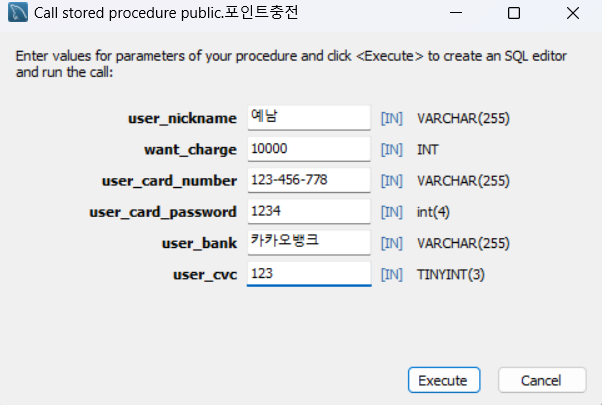 Call stored procedure public.포인트충전
Enter values for parameters of your procedure and click <Execute> to create an SQL editor
and run the call:
user_nickname 예남 [IN] VARCHAR(255)
want_charge 10000 [IN] INT
user_card_number 123-456-778 [IN] VARCHAR(255)
user_card_password 1234 [IN] int(4)
user_bank 카카오뱅크 [IN] VARCHAR(255)
user_cvc 123 [IN] TINYINT(3)
Execute Cancel